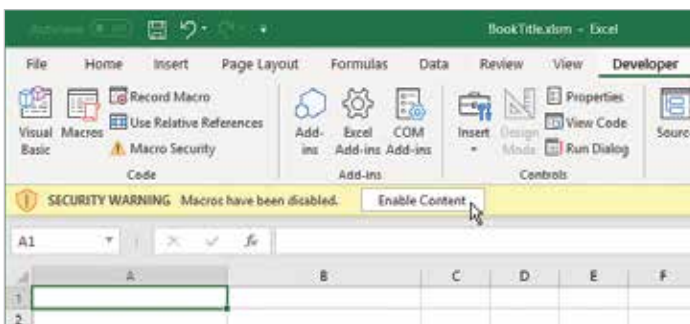 AutoSave
BookTitle.xlsm - Excel
File Home Insert Page Layout Formulas Data Review View Developer
Record Macro
Use Relative References
Macro Security
Visual Basic
Macros
Code
Add-ins
Excel Add-ins
COM Add-ins
Add-ins
Insert
Design Mode
Properties
View Code
Run Dialog
Controls
Source
SECURITY WARNING Macros have been disabled. Enable Content
A1 fx
A B C D E F
1
2